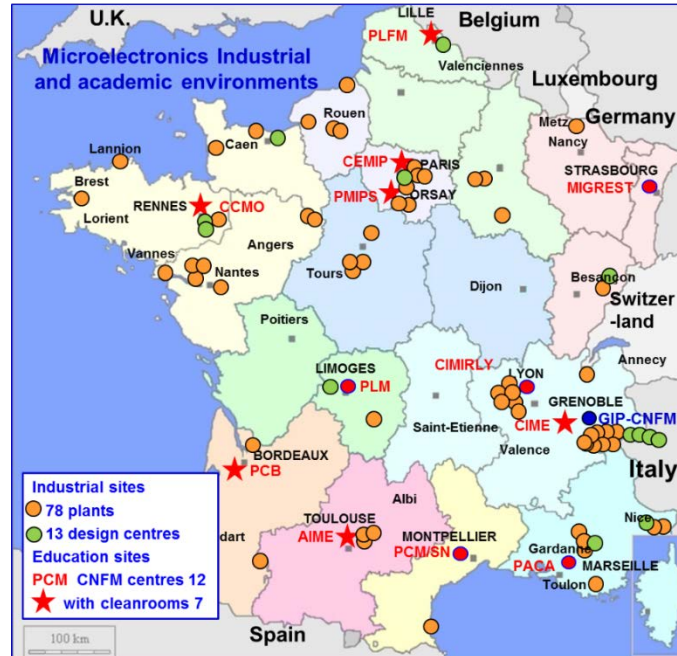 U.K.
LILLE
PLFM
Belgium
Microelectronics Industrial
and academic environments
Valenciennes
Luxembourg
Germany
Rouen
Metz
Nancy
Caen
Lannion
CEMIP
PARIS
STRASBOURG
MIGREST
Brest
PMIPS
ORSAY
RENNES
CCMO
Lorient
Angers
Vannes
Nantes
Tours
Dijon
Besançon
Switzer
-land
Poitiers
Annecy
LIMOGES
PLM
CIMIRLY
LYON
GRENOBLE
GIP-CNFM
CIME
Saint-Etienne
Valence
Italy
BORDEAUX
PCB
Albi
TOULOUSE
AIME
MONTPELLIER
PCM/SN
Nice
Gardanne
MARSEILLE
PACA
Toulon
Industrial sites
78 plants
13 design centres
Education sites
PCM CNFM centres 12
with cleanrooms 7
dart
100 km
Spain